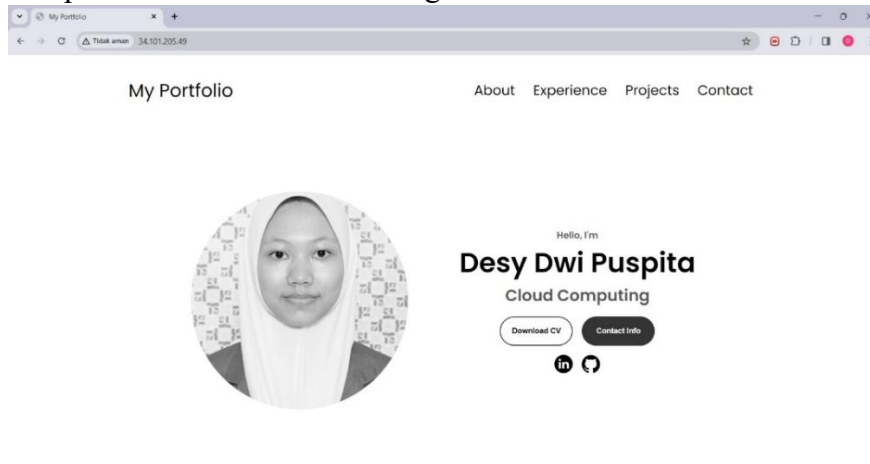 My Portfolio
Tidak aman 34.101.205.49
My Portfolio
About Experience Projects Contact
Hello, I'm
Desy Dwi Puspita
Cloud Computing
Download CV Contact Info
in